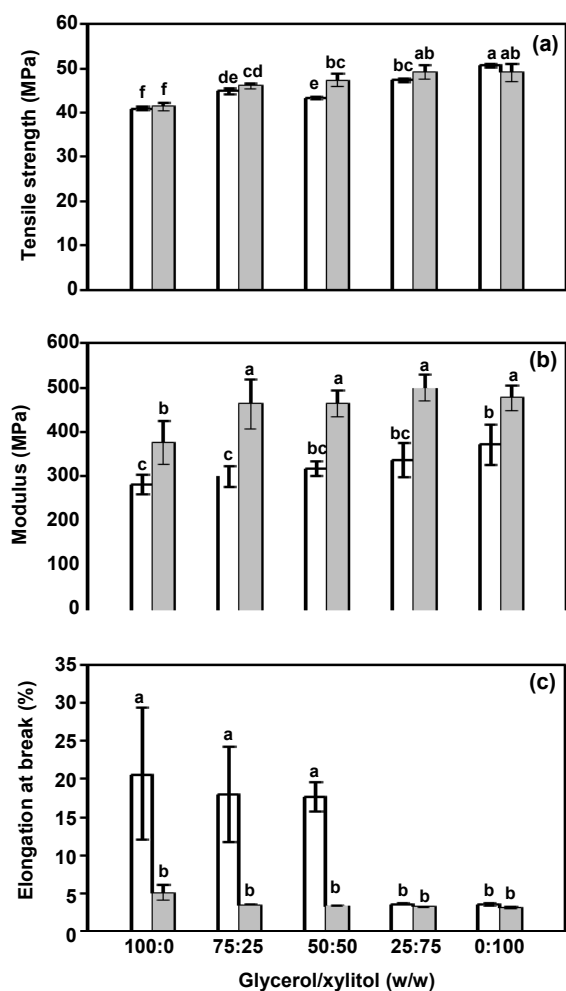 60
(a)
50
40
30
20
10
0
Tensile strength (MPa)
f f de cd e bc bc ab a ab
600
(b)
500
400
300
200
100
0
Modulus (MPa)
c b c a bc a bc a b a
35
(c)
30
25
20
15
10
5
0
Elongation at break (%)
a b a b a b b b b b
100:0 75:25 50:50 25:75 0:100
Glycerol/xylitol (w/w)